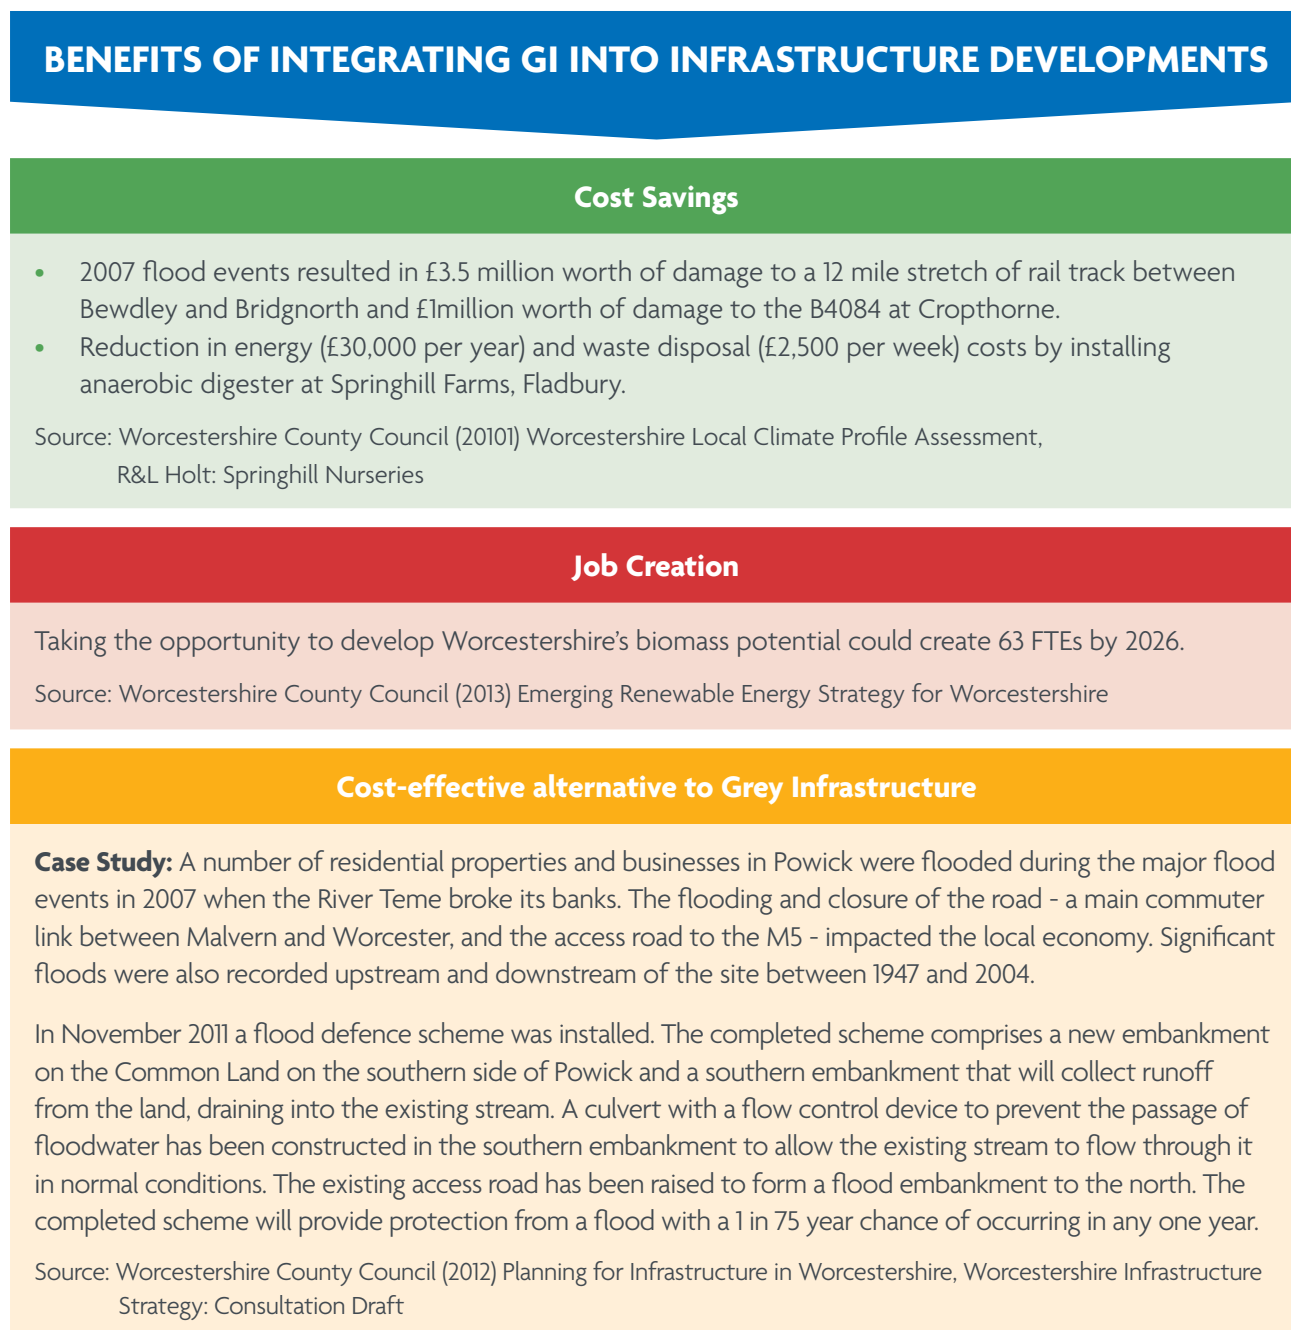 BENEFITS OF INTEGRATING GI INTO INFRASTRUCTURE DEVELOPMENTS
Cost Savings
• 2007 flood events resulted in £3.5 million worth of damage to a 12 mile stretch of rail track between
Bewdley and Bridgnorth and £1million worth of damage to the B4084 at Cropthorne.
• Reduction in energy (£30,000 per year) and waste disposal (£2,500 per week) costs by installing
anaerobic digester at Springhill Farms, Fladbury.
Source: Worcestershire County Council (20101) Worcestershire Local Climate Profile Assessment,
R&L Holt: Springhill Nurseries
Job Creation
Taking the opportunity to develop Worcestershire’s biomass potential could create 63 FTEs by 2026.
Source: Worcestershire County Council (2013) Emerging Renewable Energy Strategy for Worcestershire
Cost-effective alternative to Grey Infrastructure
Case Study: A number of residential properties and businesses in Powick were flooded during the major flood
events in 2007 when the River Teme broke its banks. The flooding and closure of the road - a main commuter
link between Malvern and Worcester, and the access road to the M5 - impacted the local economy. Significant
floods were also recorded upstream and downstream of the site between 1947 and 2004.
In November 2011 a flood defence scheme was installed. The completed scheme comprises a new embankment
on the Common Land on the southern side of Powick and a southern embankment that will collect runoff
from the land, draining into the existing stream. A culvert with a flow control device to prevent the passage of
floodwater has been constructed in the southern embankment to allow the existing stream to flow through it
in normal conditions. The existing access road has been raised to form a flood embankment to the north. The
completed scheme will provide protection from a flood with a 1 in 75 year chance of occurring in any one year.
Source: Worcestershire County Council (2012) Planning for Infrastructure in Worcestershire, Worcestershire Infrastructure
Strategy: Consultation Draft